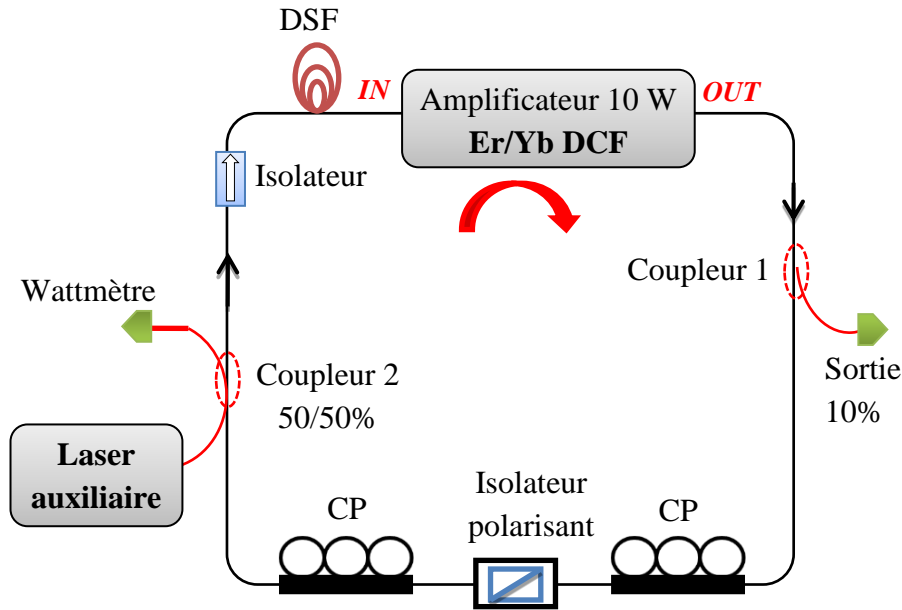 DSF
IN
Amplificateur 10 W
Er/Yb DCF
OUT
Isolateur
Coupleur 1
Wattmètre
Coupleur 2
50/50%
Sortie
10%
Laser
auxiliaire
CP
Isolateur
polarisant
CP